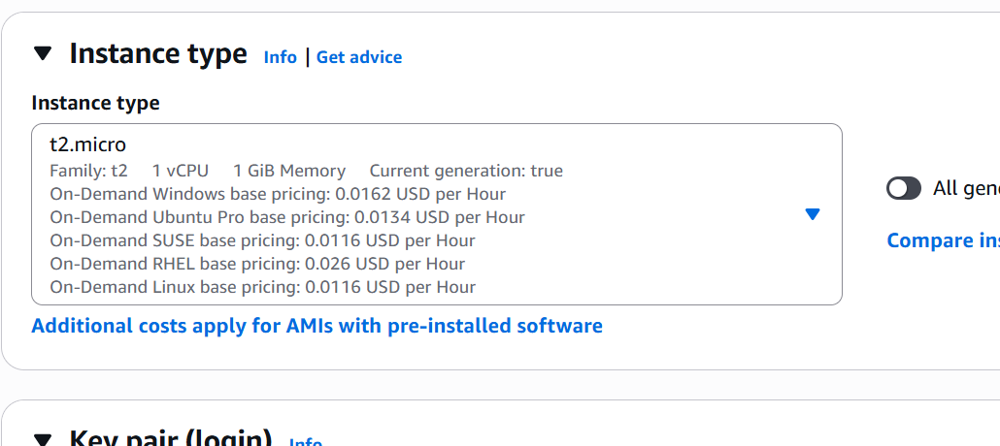 Instance type Info | Get advice
Instance type
t2.micro
Family: t2 1 vCPU 1 GiB Memory Current generation: true
On-Demand Windows base pricing: 0.0162 USD per Hour
On-Demand Ubuntu Pro base pricing: 0.0134 USD per Hour
On-Demand SUSE base pricing: 0.0116 USD per Hour
On-Demand RHEL base pricing: 0.026 USD per Hour
On-Demand Linux base pricing: 0.0116 USD per Hour
All gen
Compare ins
Additional costs apply for AMIs with pre-installed software
Key pair (login) Info